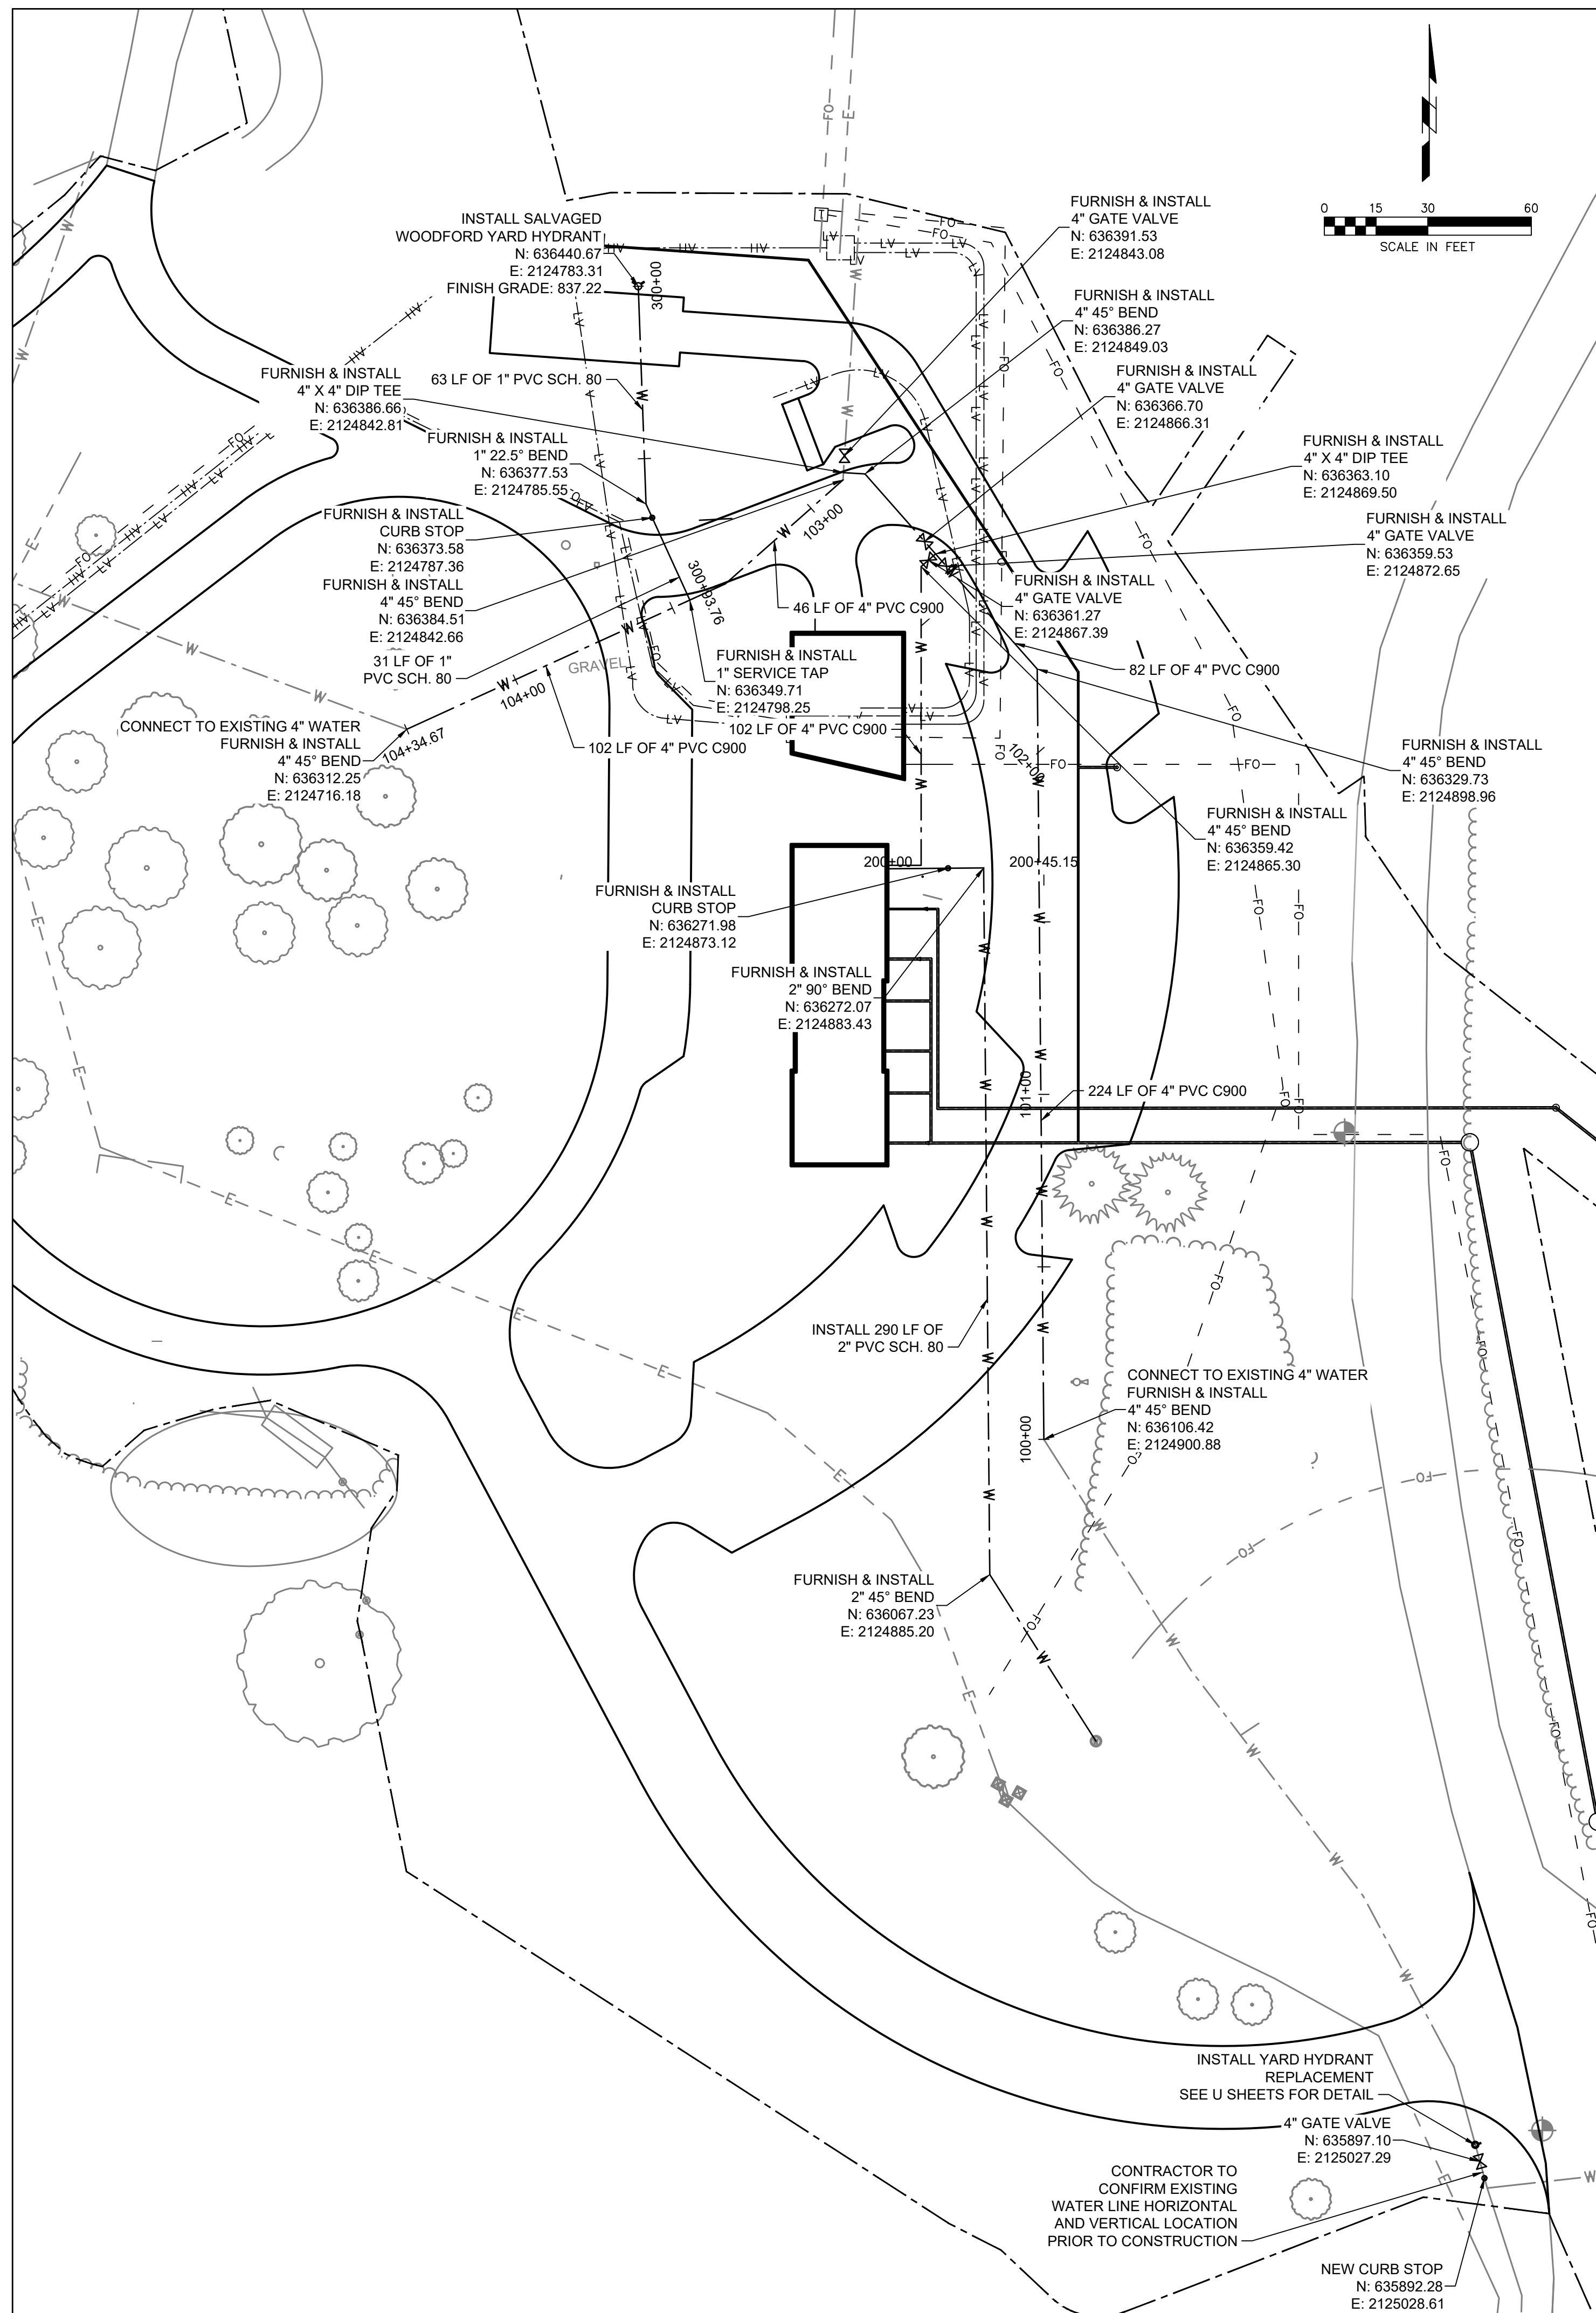 0 15 30 60
SCALE IN FEET
INSTALL SALVAGED
WOODFORD YARD HYDRANT
N: 636440.67
E: 2124783.31
FINISH GRADE: 837.22
300+00
FURNISH & INSTALL
4" GATE VALVE
N: 636391.53
E: 2124843.08
FURNISH & INSTALL
4" 45° BEND
N: 636386.27
E: 2124849.03
FURNISH & INSTALL
4" GATE VALVE
N: 636366.70
E: 2124866.31
FURNISH & INSTALL
4" X 4" DIP TEE
N: 636363.10
E: 2124869.50
FURNISH & INSTALL
4" GATE VALVE
N: 636359.53
E: 2124872.65
FURNISH & INSTALL
4" X 4" DIP TEE
N: 636386.66
E: 2124842.81
63 LF OF 1" PVC SCH. 80
FURNISH & INSTALL
1" 22.5° BEND
N: 636377.53
E: 2124785.55
FURNISH & INSTALL
CURB STOP
N: 636373.58
E: 2124787.36
FURNISH & INSTALL
4" 45° BEND
N: 636384.51
E: 2124842.66
31 LF OF 1"
PVC SCH. 80
103+00
300+93.76
46 LF OF 4" PVC C900
FURNISH & INSTALL
4" GATE VALVE
N: 636361.27
E: 2124867.39
82 LF OF 4" PVC C900
GRAVEL
FURNISH & INSTALL
1" SERVICE TAP
N: 636349.71
E: 2124798.25
102 LF OF 4" PVC C900
104+00
104+34.67
102 LF OF 4" PVC C900
CONNECT TO EXISTING 4" WATER
FURNISH & INSTALL
4" 45° BEND
N: 636312.25
E: 2124716.18
102+00
FURNISH & INSTALL
4" 45° BEND
N: 636329.73
E: 2124898.96
FURNISH & INSTALL
4" 45° BEND
N: 636359.42
E: 2124865.30
200+00
200+45.15
FURNISH & INSTALL
CURB STOP
N: 636271.98
E: 2124873.12
FURNISH & INSTALL
2" 90° BEND
N: 636272.07
E: 2124883.43
101+00
224 LF OF 4" PVC C900
INSTALL 290 LF OF
2" PVC SCH. 80
CONNECT TO EXISTING 4" WATER
FURNISH & INSTALL
4" 45° BEND
N: 636106.42
E: 2124900.88
100+00
FURNISH & INSTALL
2" 45° BEND
N: 636067.23
E: 2124885.20
INSTALL YARD HYDRANT
REPLACEMENT
SEE U SHEETS FOR DETAIL
4" GATE VALVE
N: 635897.10
E: 2125027.29
CONTRACTOR TO
CONFIRM EXISTING
WATER LINE HORIZONTAL
AND VERTICAL LOCATION
PRIOR TO CONSTRUCTION
NEW CURB STOP
N: 635892.28
E: 2125028.61